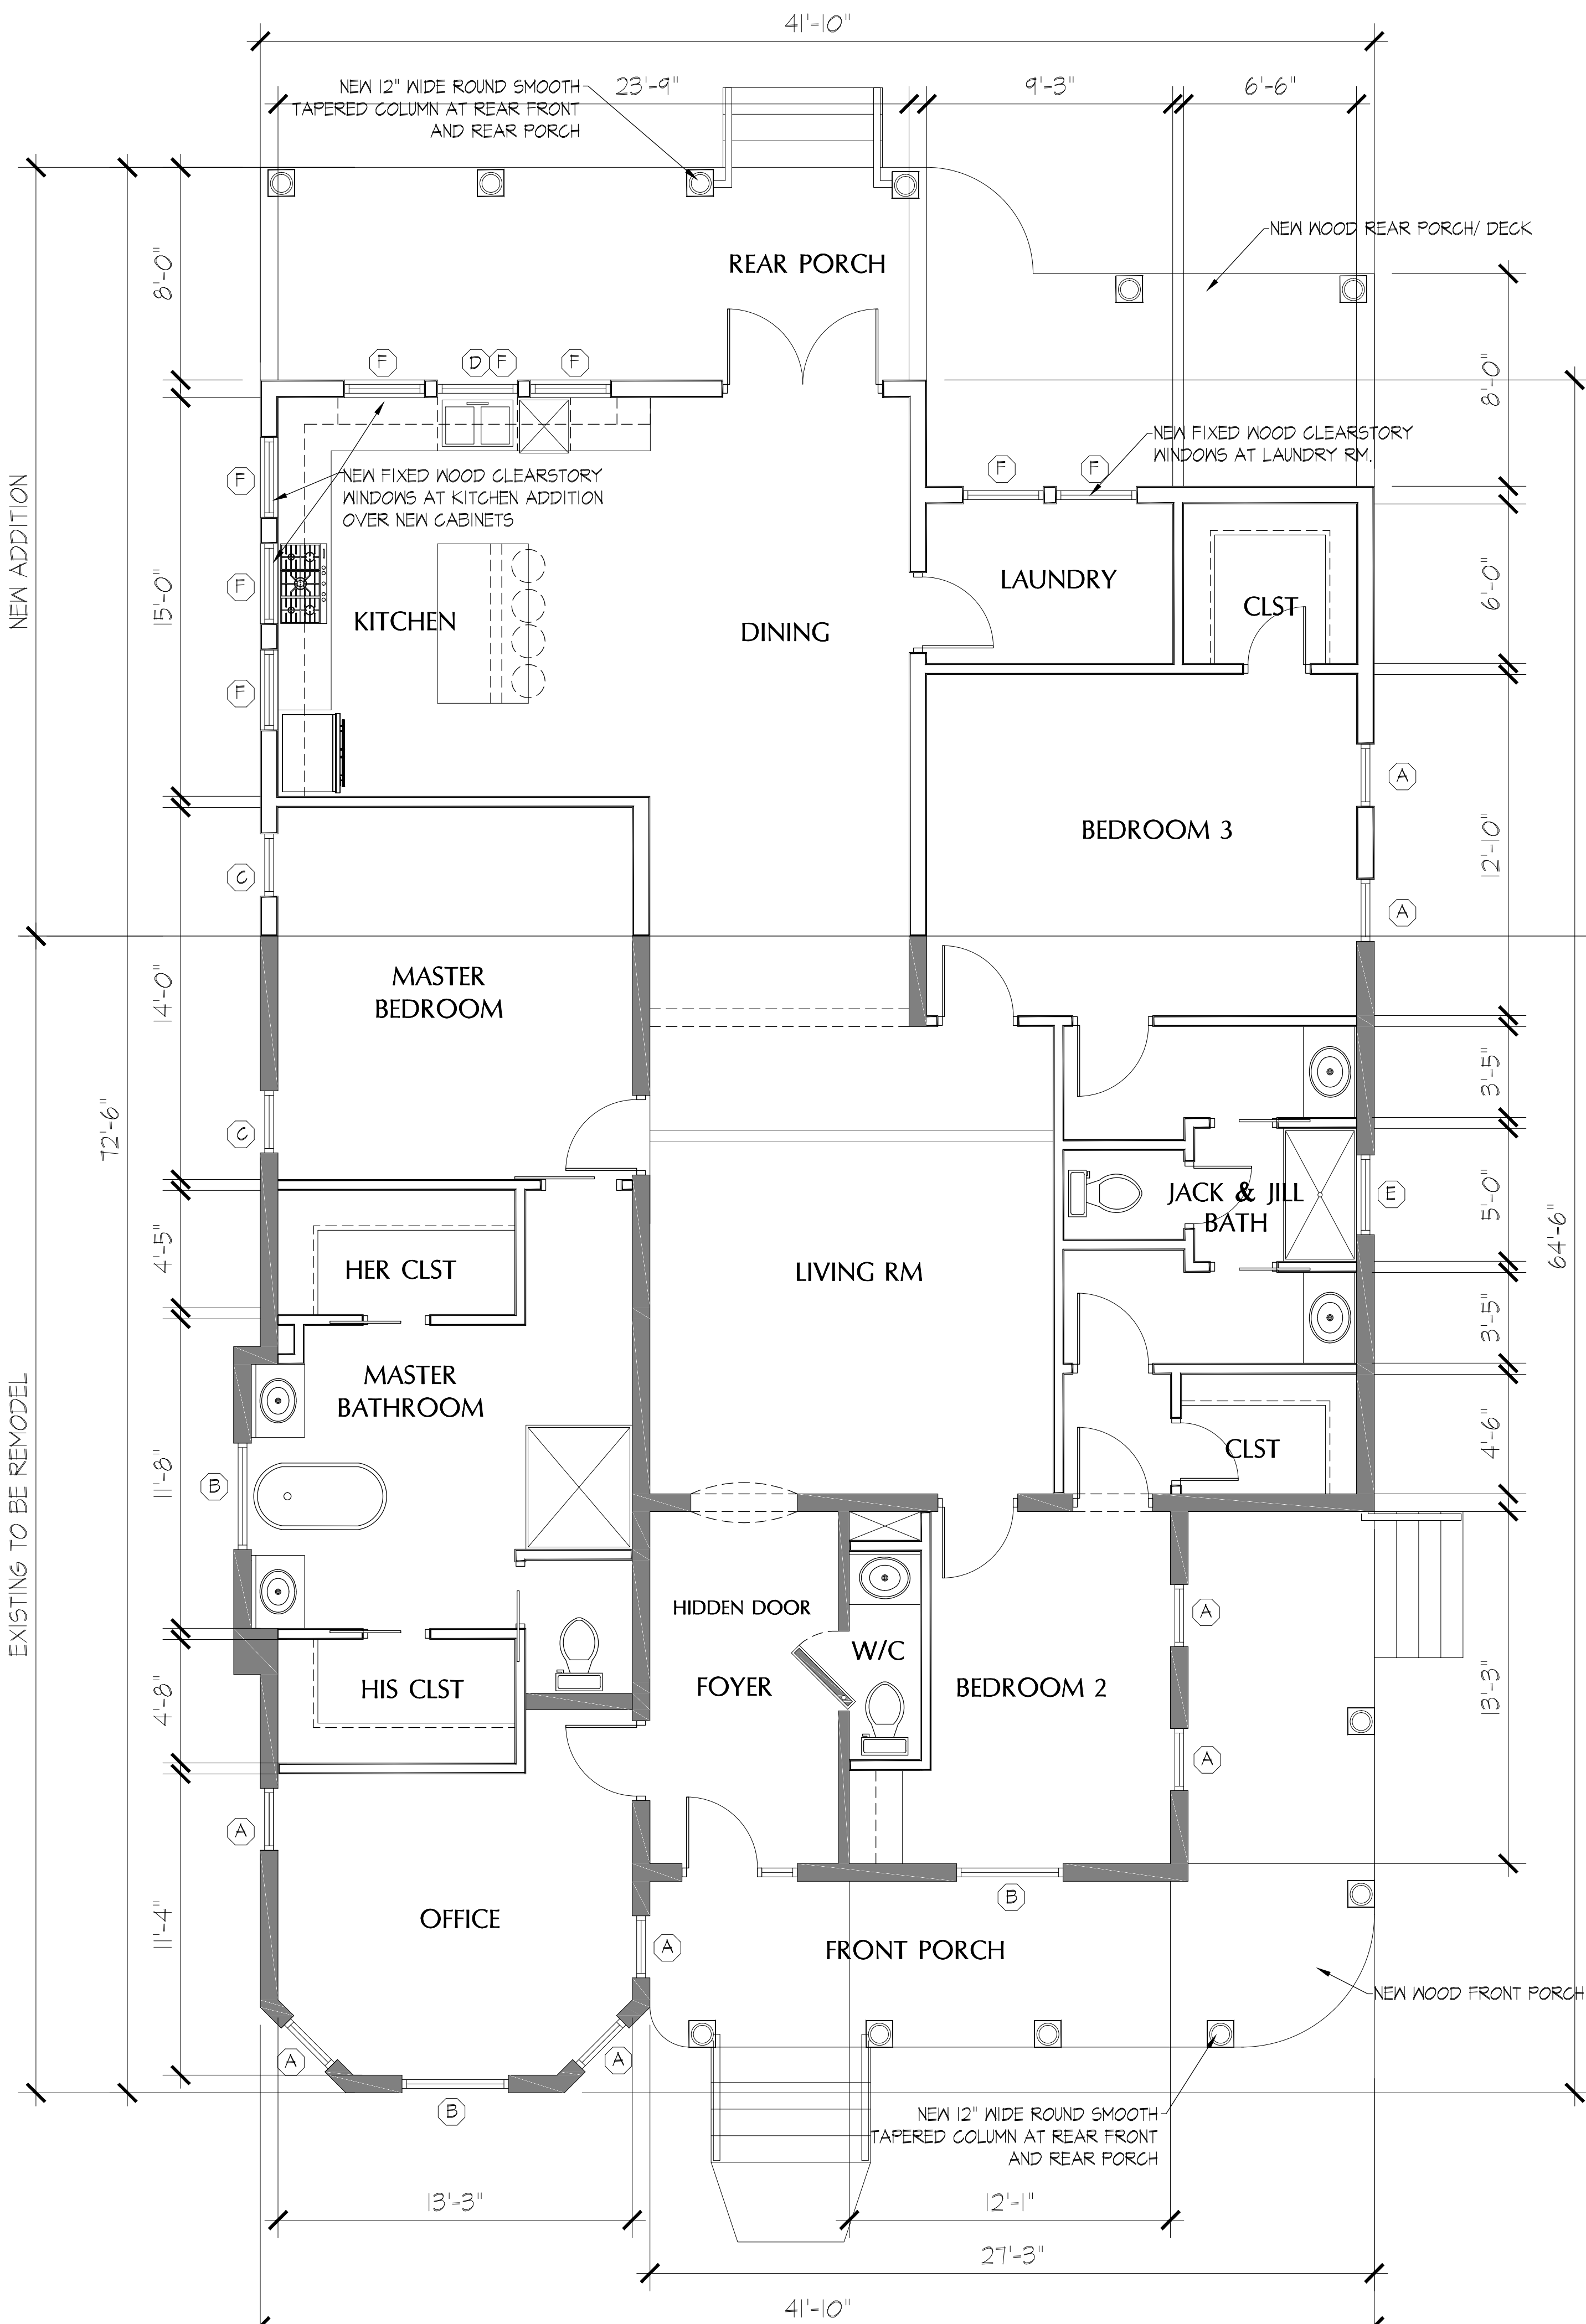 41'-10"
NEW 12" WIDE ROUND SMOOTH
TAPERED COLUMN AT REAR FRONT
AND REAR PORCH
23'-9"
9'-3"
6'-6"
NEW WOOD REAR PORCH/ DECK
REAR PORCH
8'-0"
8'-0"
F
D
F
F
NEW FIXED WOOD CLEARSTORY
WINDOWS AT LAUNDRY RM.
F
F
F
NEW FIXED WOOD CLEARSTORY
WINDOWS AT KITCHEN ADDITION
OVER NEW CABINETS
NEW ADDITION
15'-0"
F
KITCHEN
DINING
LAUNDRY
CLST
6'-0"
F
A
BEDROOM 3
12'-10"
C
A
14'-0"
MASTER
BEDROOM
72'-6"
C
3'-5"
JACK & JILL
BATH
E
5'-0"
64'-6"
4'-5"
HER CLST
LIVING RM
3'-5"
MASTER
BATHROOM
EXISTING TO BE REMODEL
11'-8"
B
CLST
4'-6"
HIDDEN DOOR
A
W/C
4'-8"
HIS CLST
FOYER
BEDROOM 2
13'-3"
A
A
B
11'-4"
OFFICE
A
FRONT PORCH
NEW WOOD FRONT PORCH
A
A
B
NEW 12" WIDE ROUND SMOOTH
TAPERED COLUMN AT REAR FRONT
AND REAR PORCH
13'-3"
12'-1"
27'-3"
41'-10"